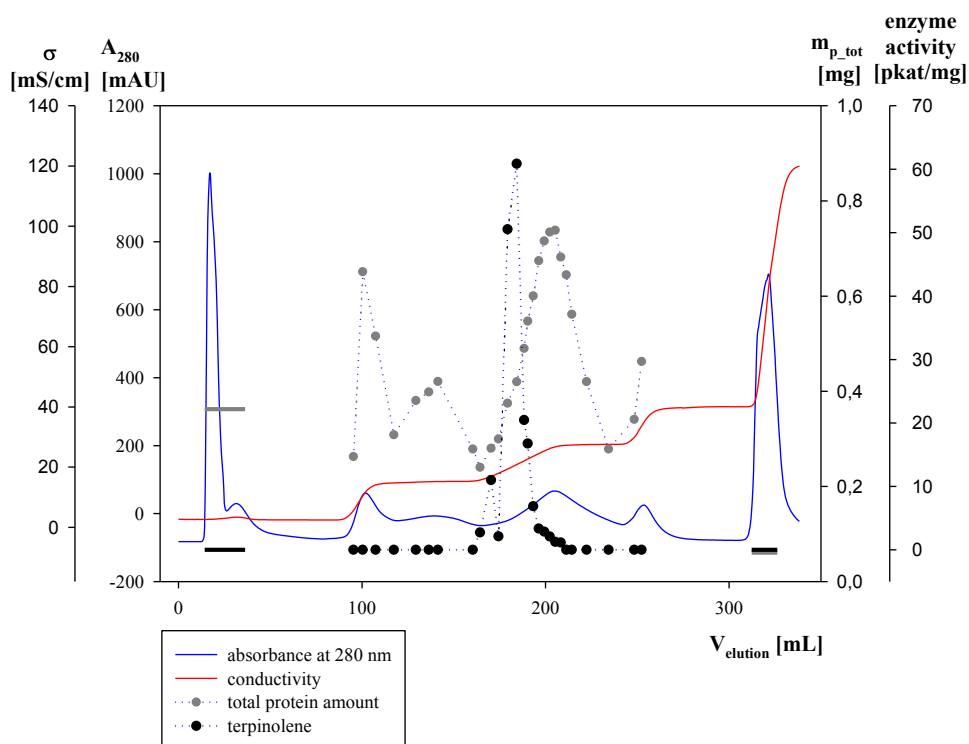 σ
[mS/cm]
A280
[mAU]
mp_tot
[mg]
enzyme
activity
[pkat/mg]
140
120
100
80
60
40
20
0
1200
1000
800
600
400
200
0
-200
1,0
0,8
0,6
0,4
0,2
0,0
70
60
50
40
30
20
10
0
0 100 200 300
Velution [mL]
absorbance at 280 nm
conductivity
total protein amount
terpinolene